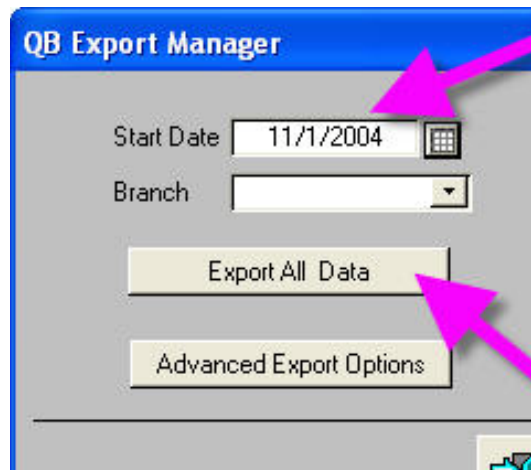 QB Export Manager
Start Date 11/1/2004
Branch
Export All Data
Advanced Export Options